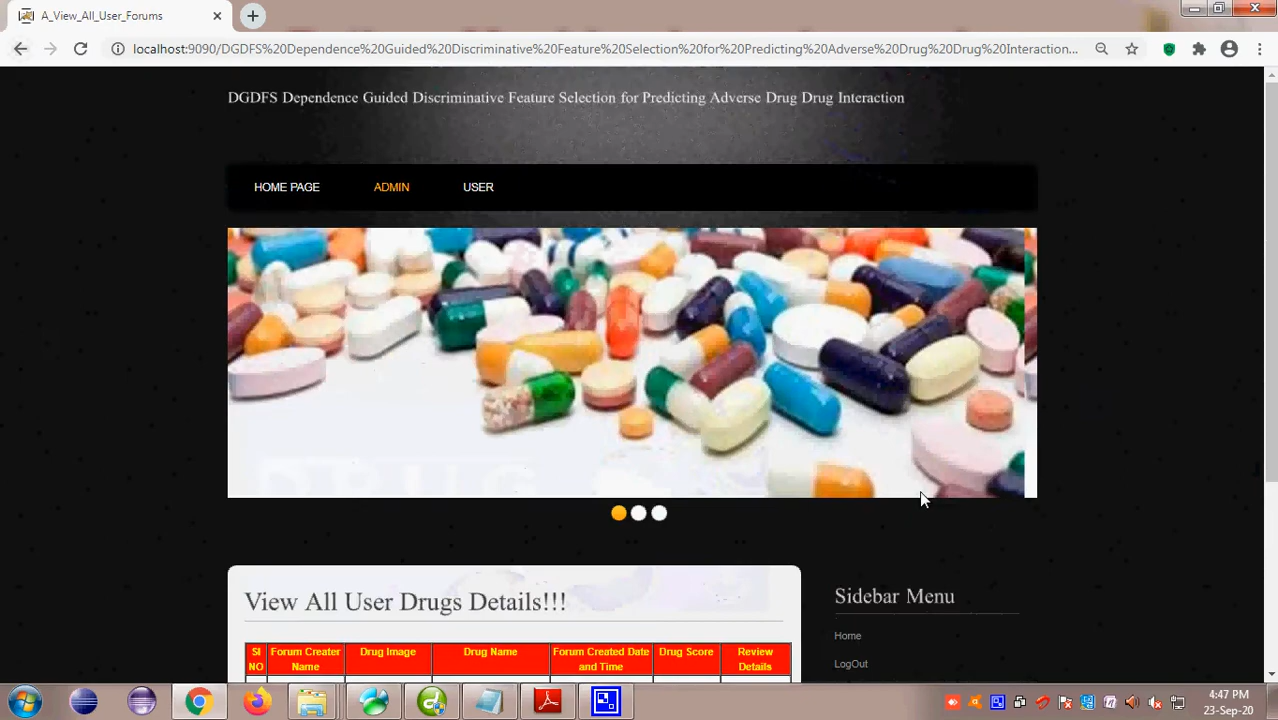 A_View_All_User_Forums
localhost:9090/DGDFS%20Dependence%20Guided%20Discriminative%20Feature%20Selection%20for%20Predicting%20Adverse%20Drug%20Drug%20Interaction...
DGDFS Dependence Guided Discriminative Feature Selection for Predicting Adverse Drug Drug Interaction
HOME PAGE ADMIN USER
DRUG
View All User Drugs Details!!!
Sidebar Menu
Home
LogOut
SI NO
Forum Creater Name
Drug Image
Drug Name
Forum Created Date and Time
Drug Score
Review Details
4:47 PM
23-Sep-20